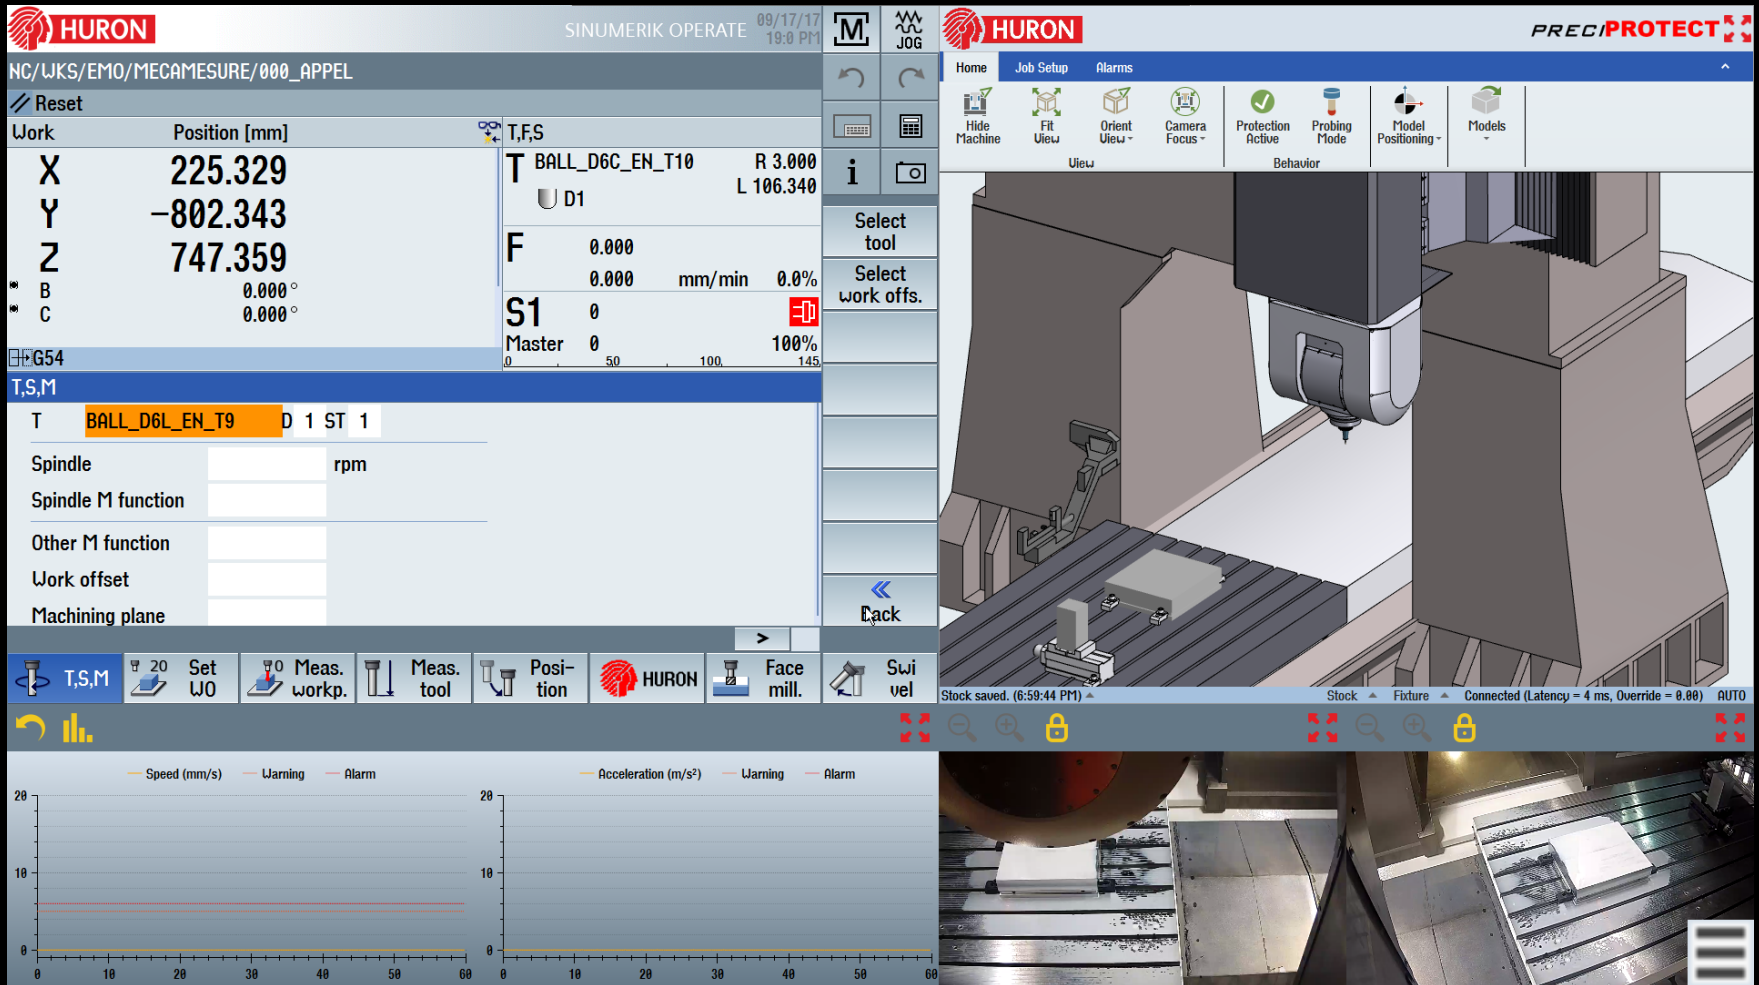 HURON
SINUMERIK OPERATE
09/17/17
19:0 PM
M
JOG
NC/WKS/EMO/MECAMESURE/000_APPEL
Reset
Work Position [mm]
X 225.329
Y -802.343
Z 747.359
B 0.000°
C 0.000°
G54
T,F,S
T BALL_D6C_EN_T10 R 3.000
L 106.340
D1
F 0.000
0.000 mm/min 0.0%
S1 0
Master 0 100%
0 50 100 145
i
Select
tool
Select
work offs.
T,S,M
T BALL_D6L_EN_T9 D 1 ST 1
Spindle rpm
Spindle M function
Other M function
Work offset
Machining plane
«
Back
>
T,S,M
20 Set
WO
0 Meas.
workp.
Meas.
tool
Posi-
tion
HURON
Face
mill.
Swi
vel
HURON
PRECIPROTECT
Home Job Setup Alarms
Hide
Machine
Fit
View
Orient
View
Camera
Focus
Protection
Active
Probing
Mode
Model
Positioning
Models
View Behavior
Stock saved. (6:59:44 PM) Stock Fixture Connected (Latency = 4 ms, Override = 0.00) AUTO
Speed (mm/s) Warning Alarm
20
10
0
0 10 20 30 40 50 60
Acceleration (m/s²) Warning Alarm
20
10
0
0 10 20 30 40 50 60